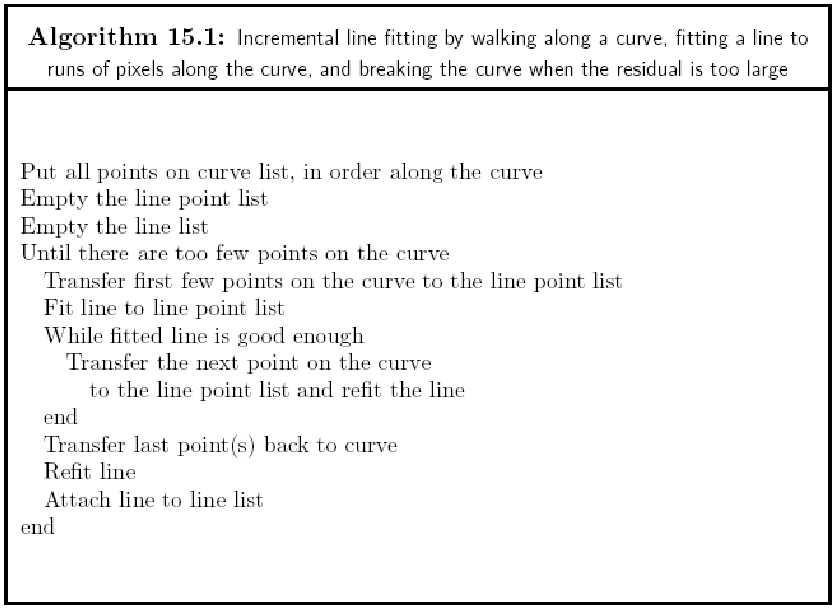 Algorithm 15.1: Incremental line fitting by walking along a curve, fitting a line to
runs of pixels along the curve, and breaking the curve when the residual is too large
Put all points on curve list, in order along the curve
Empty the line point list
Empty the line list
Until there are too few points on the curve
Transfer first few points on the curve to the line point list
Fit line to line point list
While fitted line is good enough
Transfer the next point on the curve
to the line point list and refit the line
end
Transfer last point(s) back to curve
Refit line
Attach line to line list
end